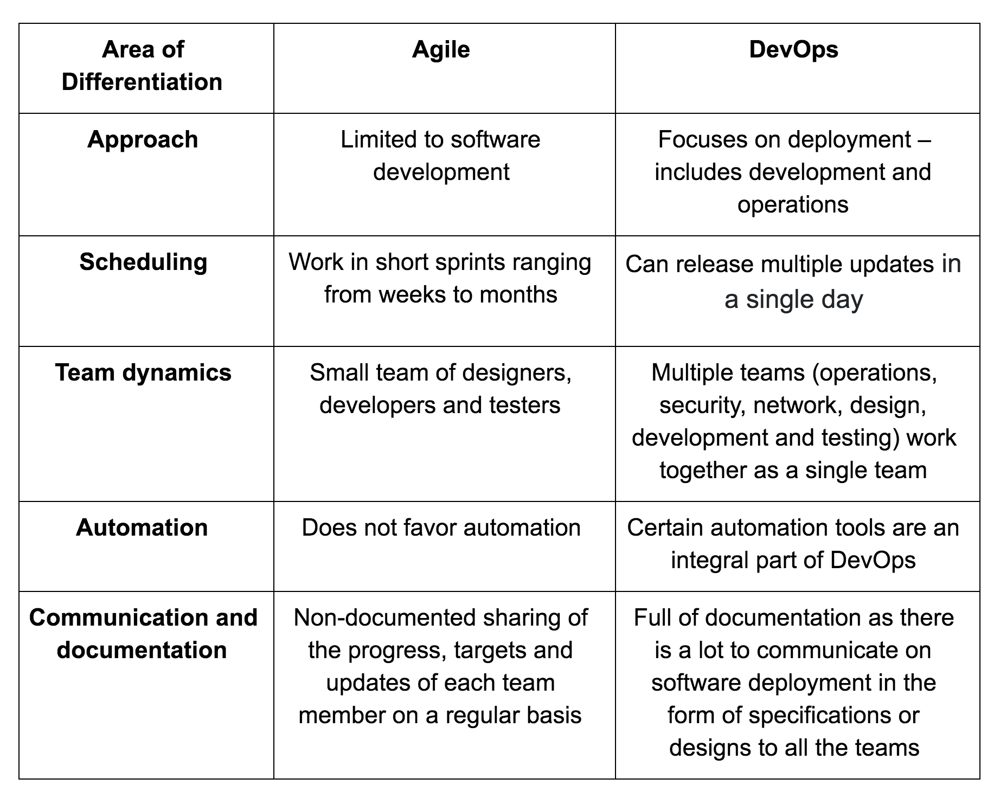 Area of
Differentiation
Agile
DevOps
Approach
Limited to software
development
Focuses on deployment –
includes development and
operations
Scheduling
Work in short sprints ranging
from weeks to months
Can release multiple updates in
a single day
Team dynamics
Small team of designers,
developers and testers
Multiple teams (operations,
security, network, design,
development and testing) work
together as a single team
Automation
Does not favor automation
Certain automation tools are an
integral part of DevOps
Communication and
documentation
Non-documented sharing of
the progress, targets and
updates of each team
member on a regular basis
Full of documentation as there
is a lot to communicate on
software deployment in the
form of specifications or
designs to all the teams